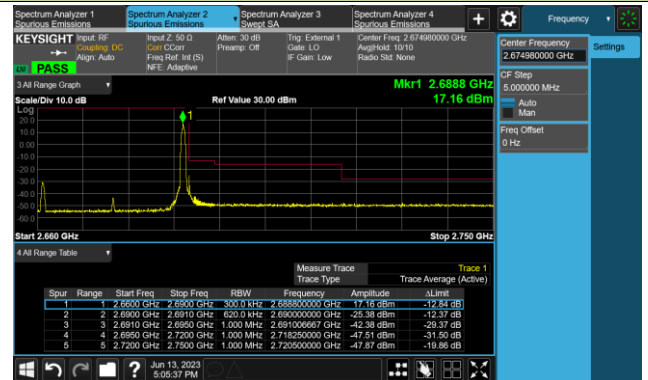 Spectrum Analyzer 1
Spurious Emissions
Spectrum Analyzer 2
Spurious Emissions
Spectrum Analyzer 3
Swept SA
Spectrum Analyzer 4
Spurious Emissions
Frequency
KEYSIGHT
Input: RF
Coupling: DC
Align: Auto
Input Z: 50 Ω
Corr CCorr
Freq Ref: Int (S)
NFE: Adaptive
Atten: 30 dB
Preamp: Off
Trig: External 1
Gate: LO
IF Gain: Low
Center Freq: 2.674980000 GHz
Avg|Hold: 10/10
Radio Std: None
LXI PASS
Center Frequency
2.674980000 GHz
Settings
CF Step
5.000000 MHz
Auto
Man
Freq Offset
0 Hz
3 All Range Graph
Mkr1 2.6888 GHz
Scale/Div 10.0 dB
Ref Value 30.00 dBm
17.16 dBm
Log
20.0
10.0
0.00
-10.0
-20.0
-30.0
-40.0
-50.0
-60.0
1
Start 2.660 GHz
Stop 2.750 GHz
4 All Range Table
Measure Trace Trace 1
Trace Type Trace Average (Active)
Spur Range Start Freq Stop Freq RBW Frequency Amplitude ΔLimit
1 1 2.6600 GHz 2.6900 GHz 300.0 kHz 2.688800000 GHz 17.16 dBm -12.84 dB
2 2 2.6900 GHz 2.6910 GHz 620.0 kHz 2.690000000 GHz -25.38 dBm -12.37 dB
3 3 2.6910 GHz 2.6950 GHz 1.000 MHz 2.691006667 GHz -42.38 dBm -29.37 dB
4 4 2.6950 GHz 2.7200 GHz 1.000 MHz 2.718250000 GHz -47.51 dBm -31.50 dB
5 5 2.7200 GHz 2.7500 GHz 1.000 MHz 2.720500000 GHz -47.87 dBm -19.86 dB
Jun 13, 2023
5:05:37 PM